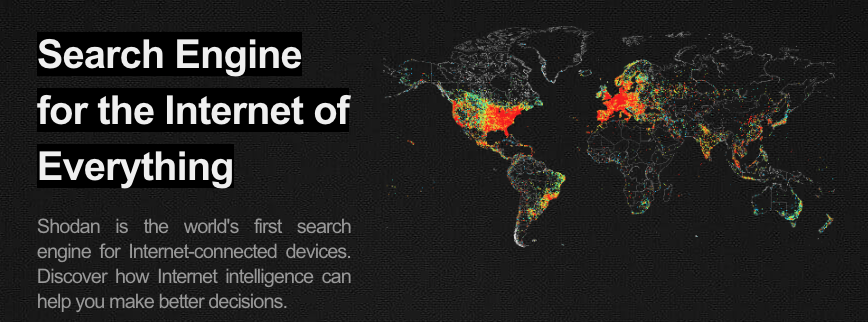 Search Engine
for the Internet of
Everything
Shodan is the world's first search
engine for Internet-connected devices.
Discover how Internet intelligence can
help you make better decisions.